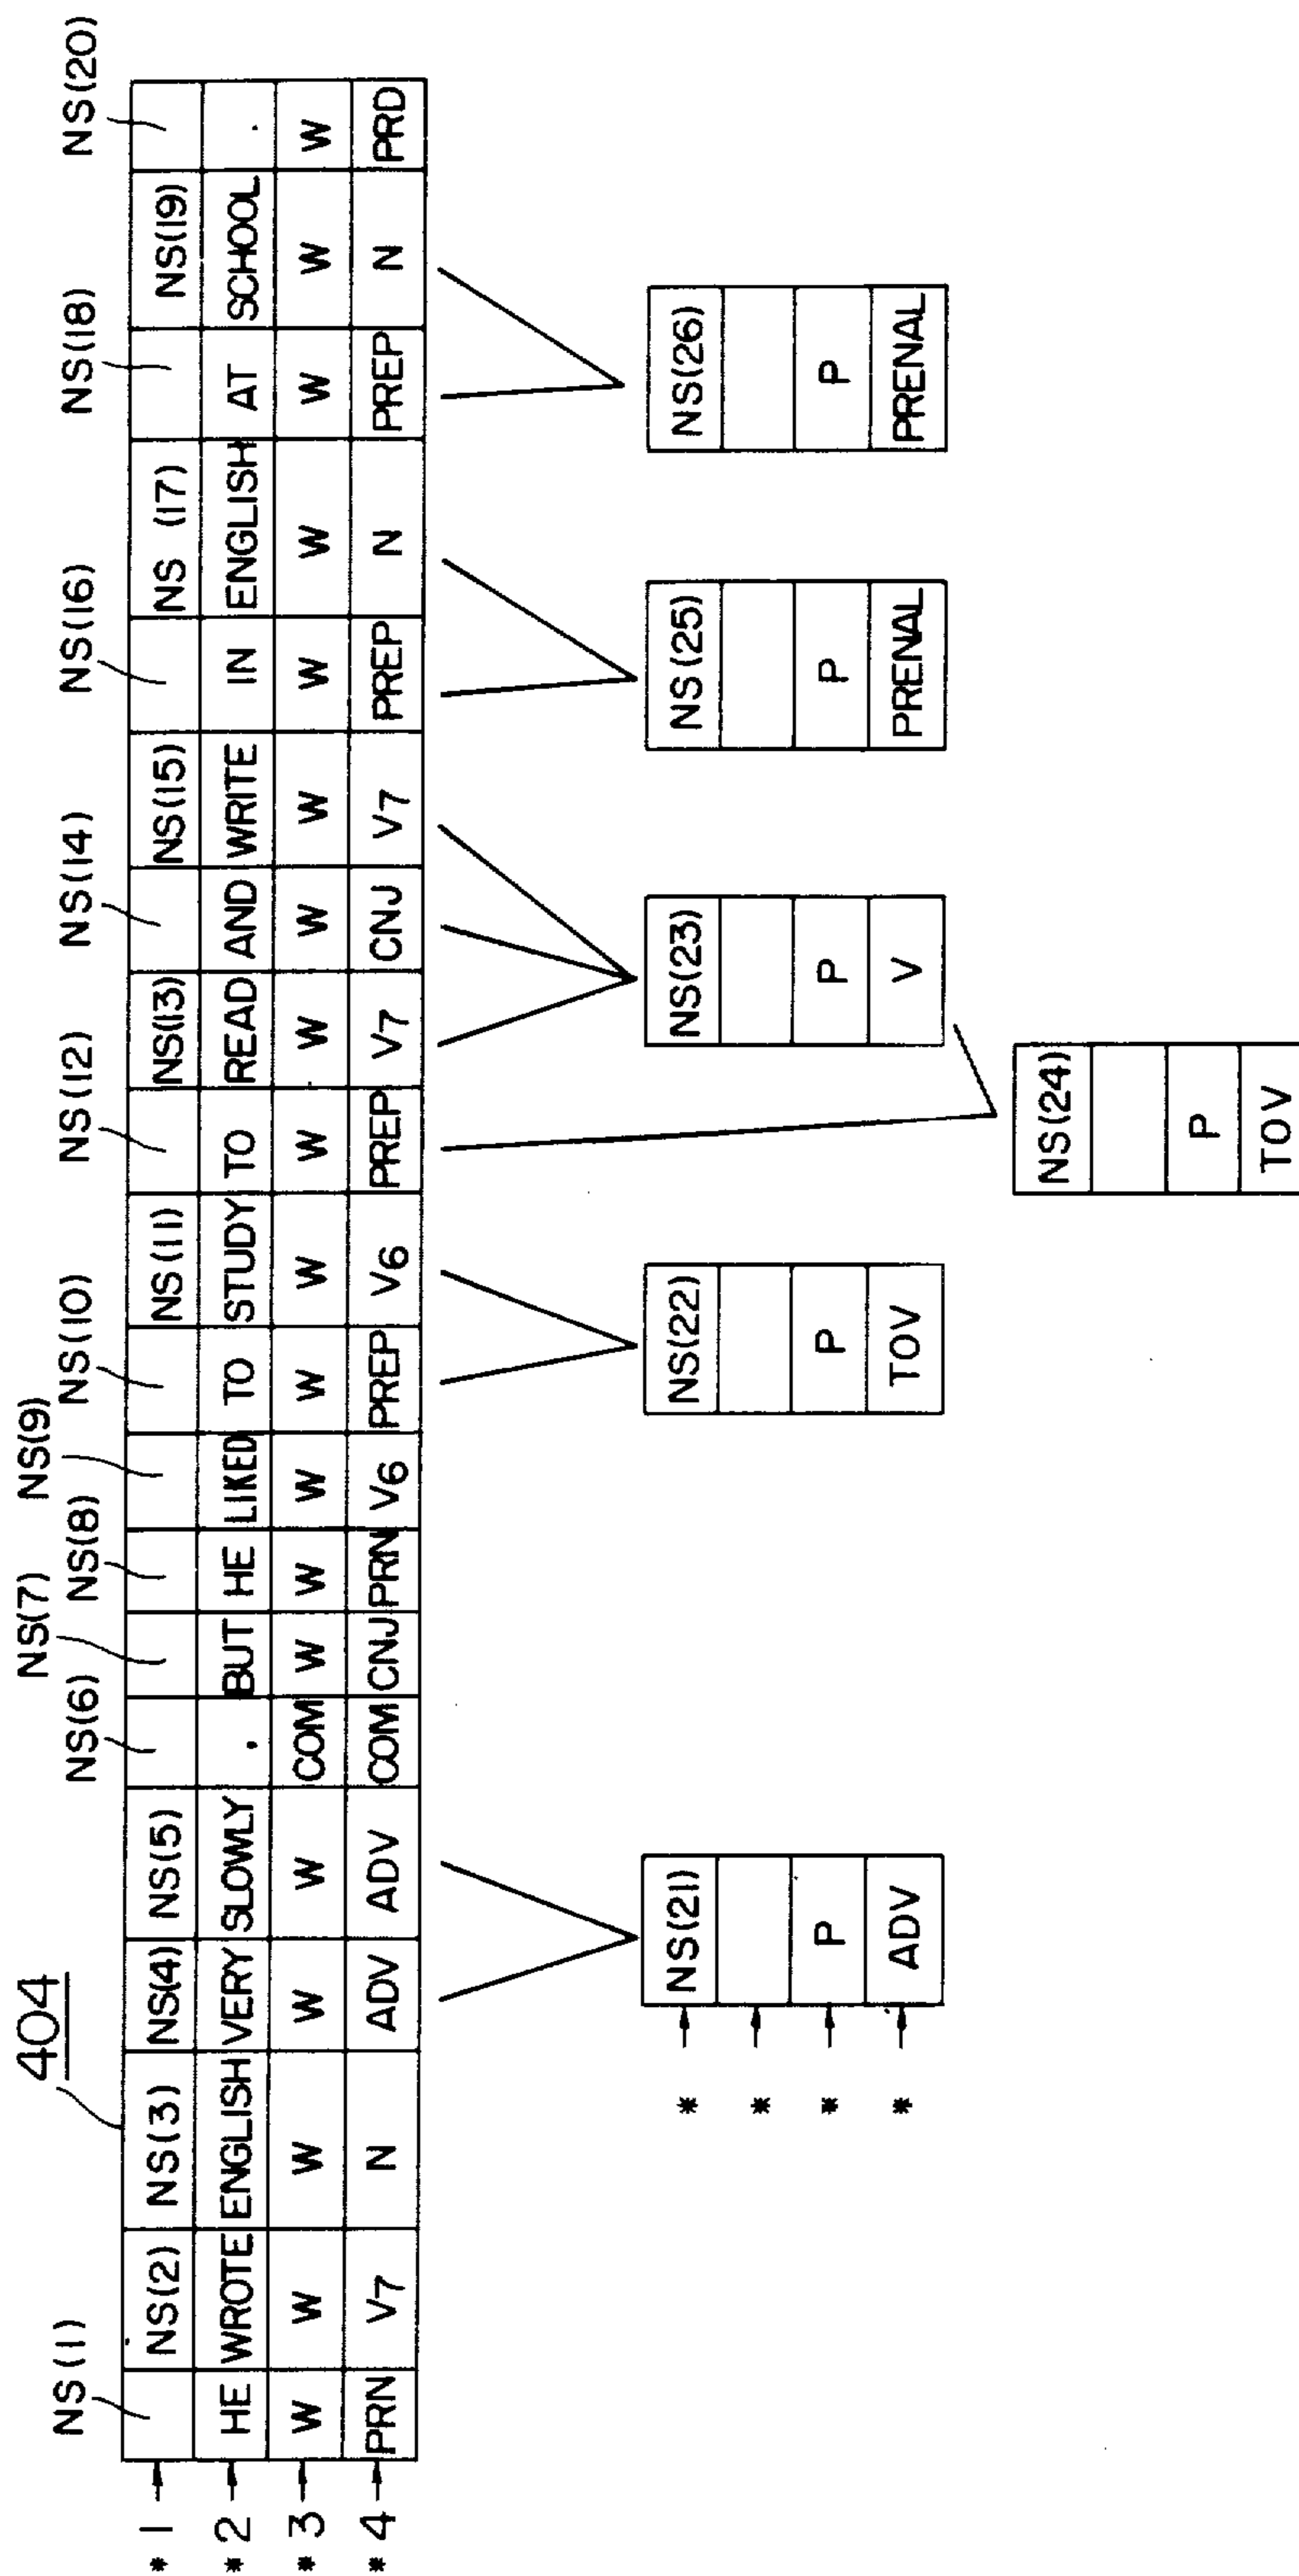 404
NS(1) NS(6) NS(7) NS(8) NS(9) NS(10) NS(12) NS(14) NS(16) NS(18) NS(20)
*1 NS(2) NS(3) NS(4) NS(5) NS(11) NS(13) NS(15) NS (17) NS(19)
*2 HE WROTE ENGLISH VERY SLOWLY . BUT HE LIKED TO STUDY TO READ AND WRITE IN ENGLISH AT SCHOOL .
*3 W W W W W COM W W W W W W W W W W W W W W
*4 PRN V7 N ADV ADV COM CNJ PRN V6 PREP V6 PREP V7 CNJ V7 PREP N PREP N PRD
* NS(21)
*
* P
* ADV
NS(22)
P
TOV
NS(23)
P
V
NS(24)
P
TOV
NS(25)
P
PRENAL
NS(26)
P
PRENAL